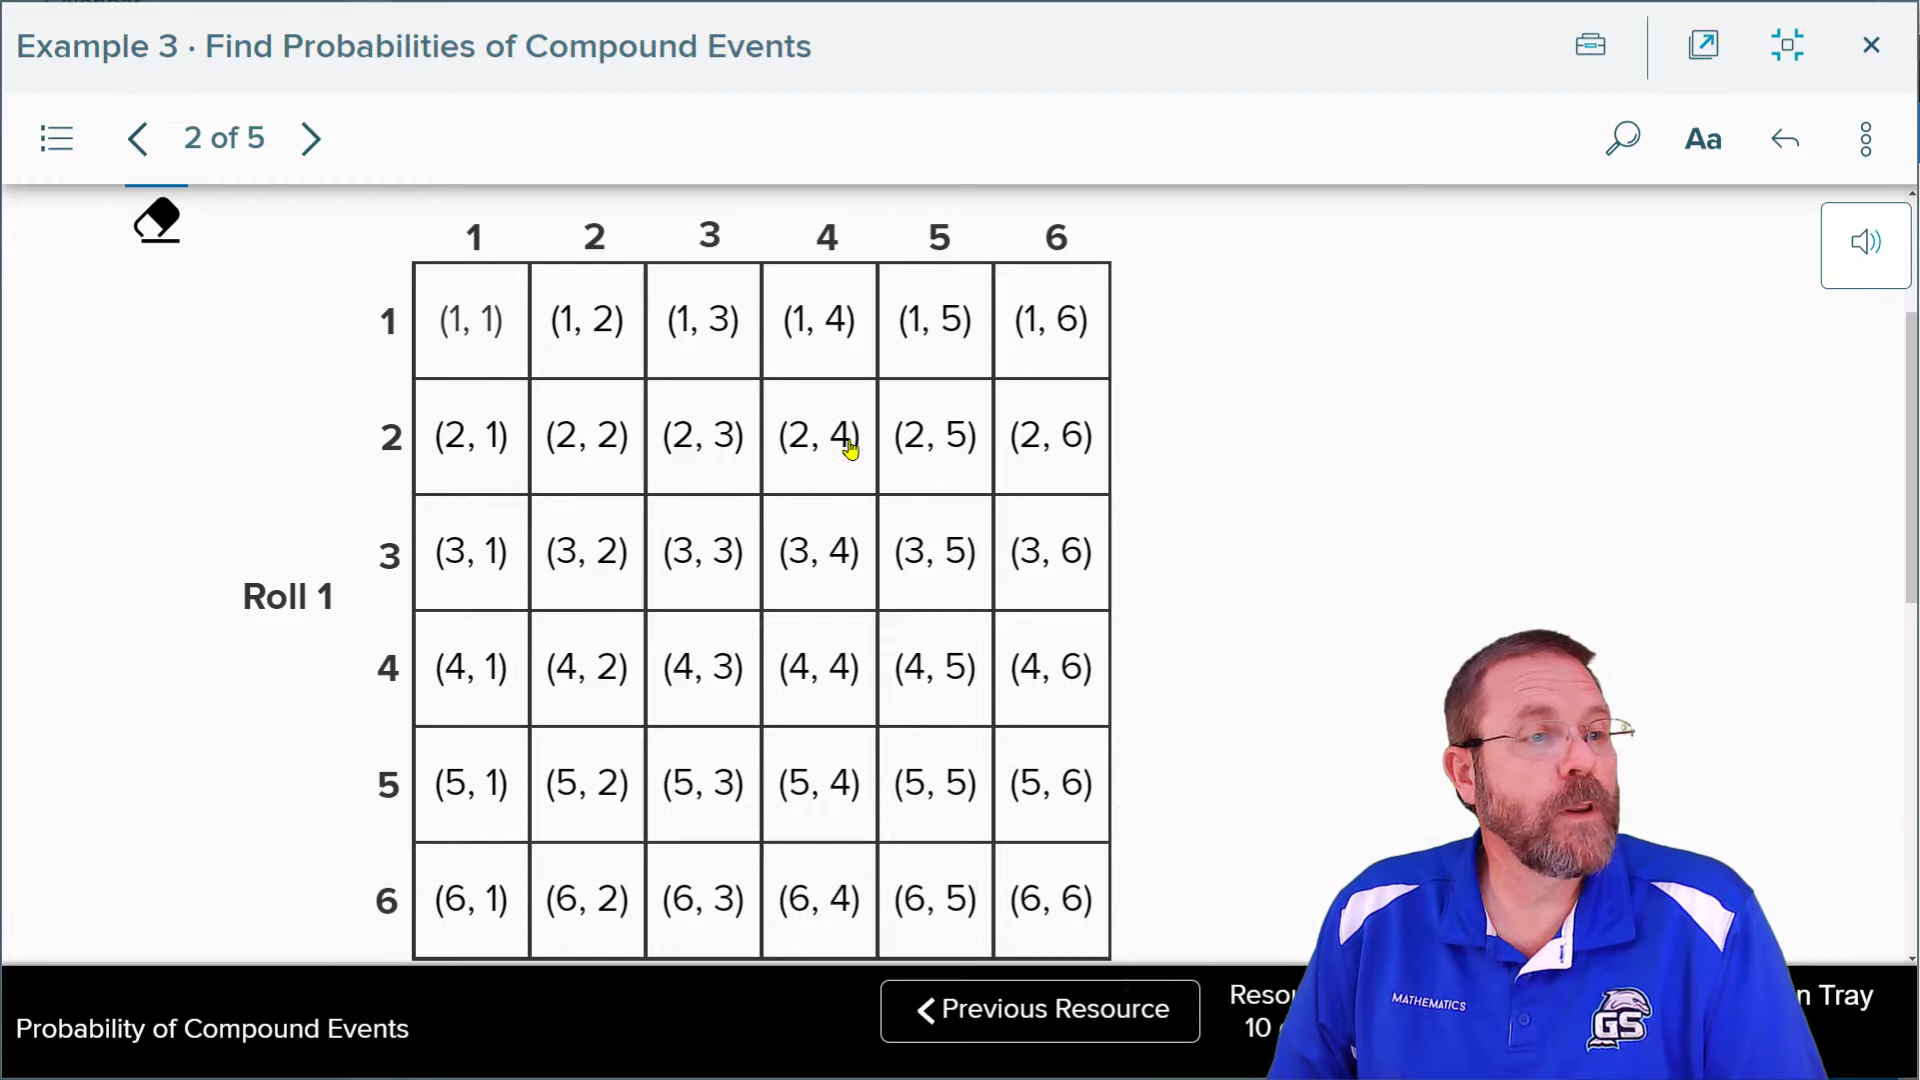 Example 3 · Find Probabilities of Compound Events
2 of 5
Aa
1 2 3 4 5 6
1 (1, 1) (1, 2) (1, 3) (1, 4) (1, 5) (1, 6)
2 (2, 1) (2, 2) (2, 3) (2, 4) (2, 5) (2, 6)
3 (3, 1) (3, 2) (3, 3) (3, 4) (3, 5) (3, 6)
Roll 1
4 (4, 1) (4, 2) (4, 3) (4, 4) (4, 5) (4, 6)
5 (5, 1) (5, 2) (5, 3) (5, 4) (5, 5) (5, 6)
6 (6, 1) (6, 2) (6, 3) (6, 4) (6, 5) (6, 6)
MATHEMATICS
GS
Probability of Compound Events
Previous Resource
Resou
10
n Tray